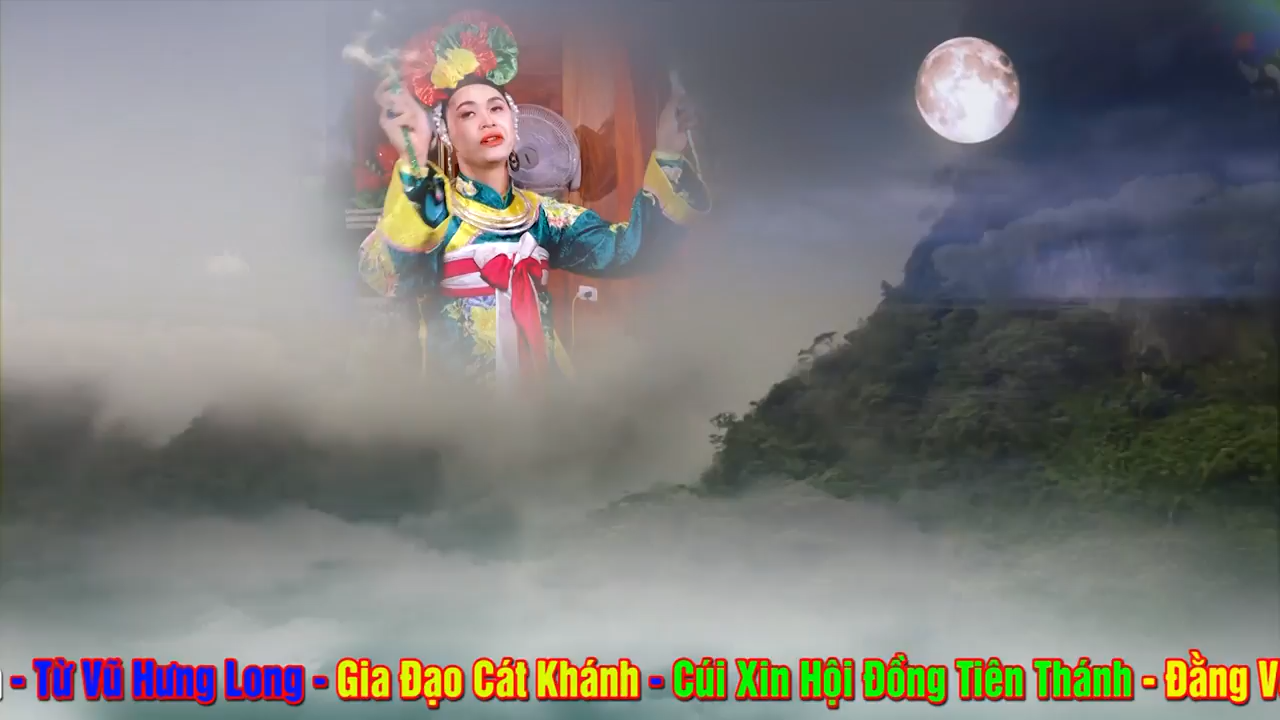 - Từ Vũ Hưng Long - Gia Đạo Cát Khánh - Cúi Xin Hội Đồng Tiên Thánh - Đằng